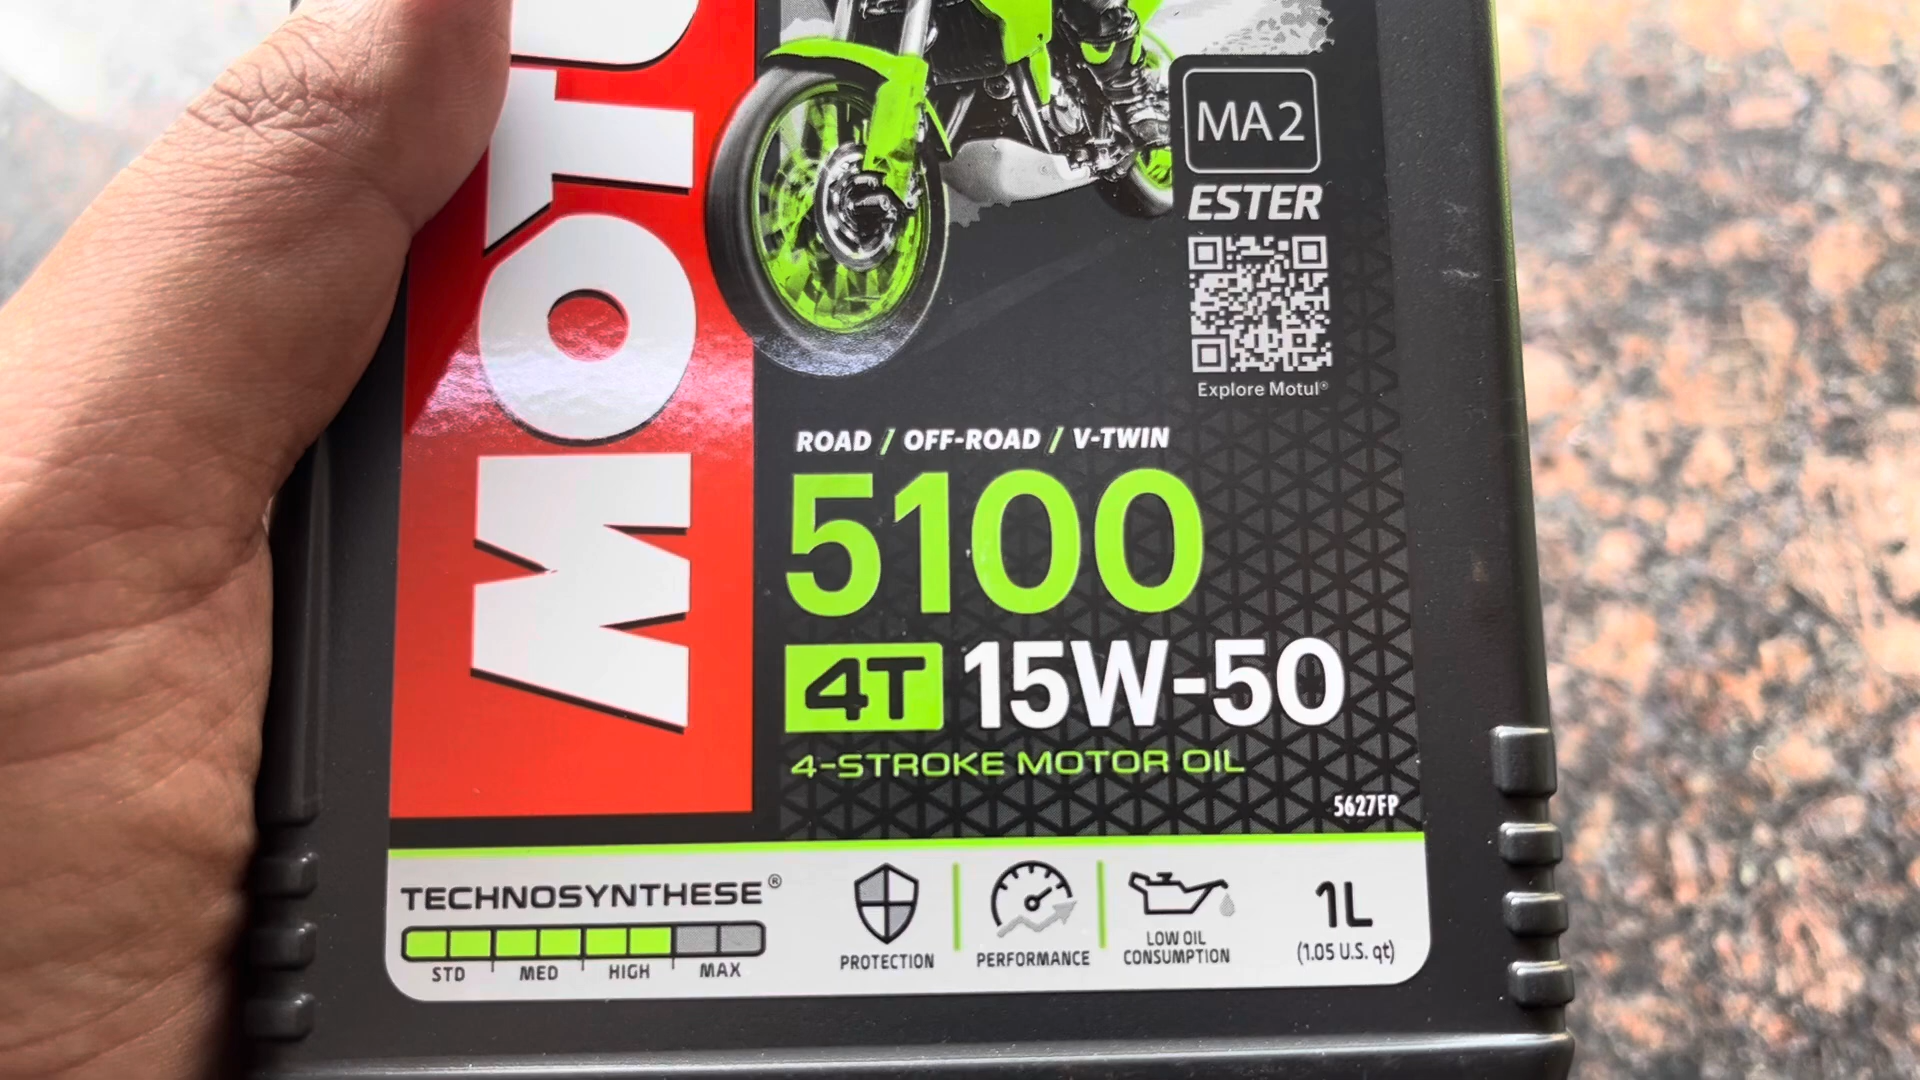 MOTU
MA2
ESTER
Explore Motul®
ROAD / OFF-ROAD / V-TWIN
5100
4T 15W-50
4-STROKE MOTOR OIL
5627FP
TECHNOSYNTHESE®
STD MED HIGH MAX
PROTECTION
PERFORMANCE
LOW OIL
CONSUMPTION
1L
(1.05 U.S. qt)